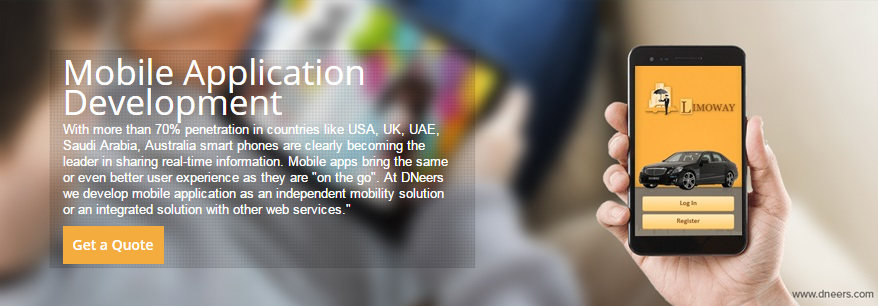 Mobile Application
Development
With more than 70% penetration in countries like USA, UK, UAE,
Saudi Arabia, Australia smart phones are clearly becoming the
leader in sharing real-time information. Mobile apps bring the same
or even better user experience as they are "on the go". At DNeers
we develop mobile application as an independent mobility solution
or an integrated solution with other web services."
Get a Quote
LIMOWAY
Log In
Register
www.dneers.com